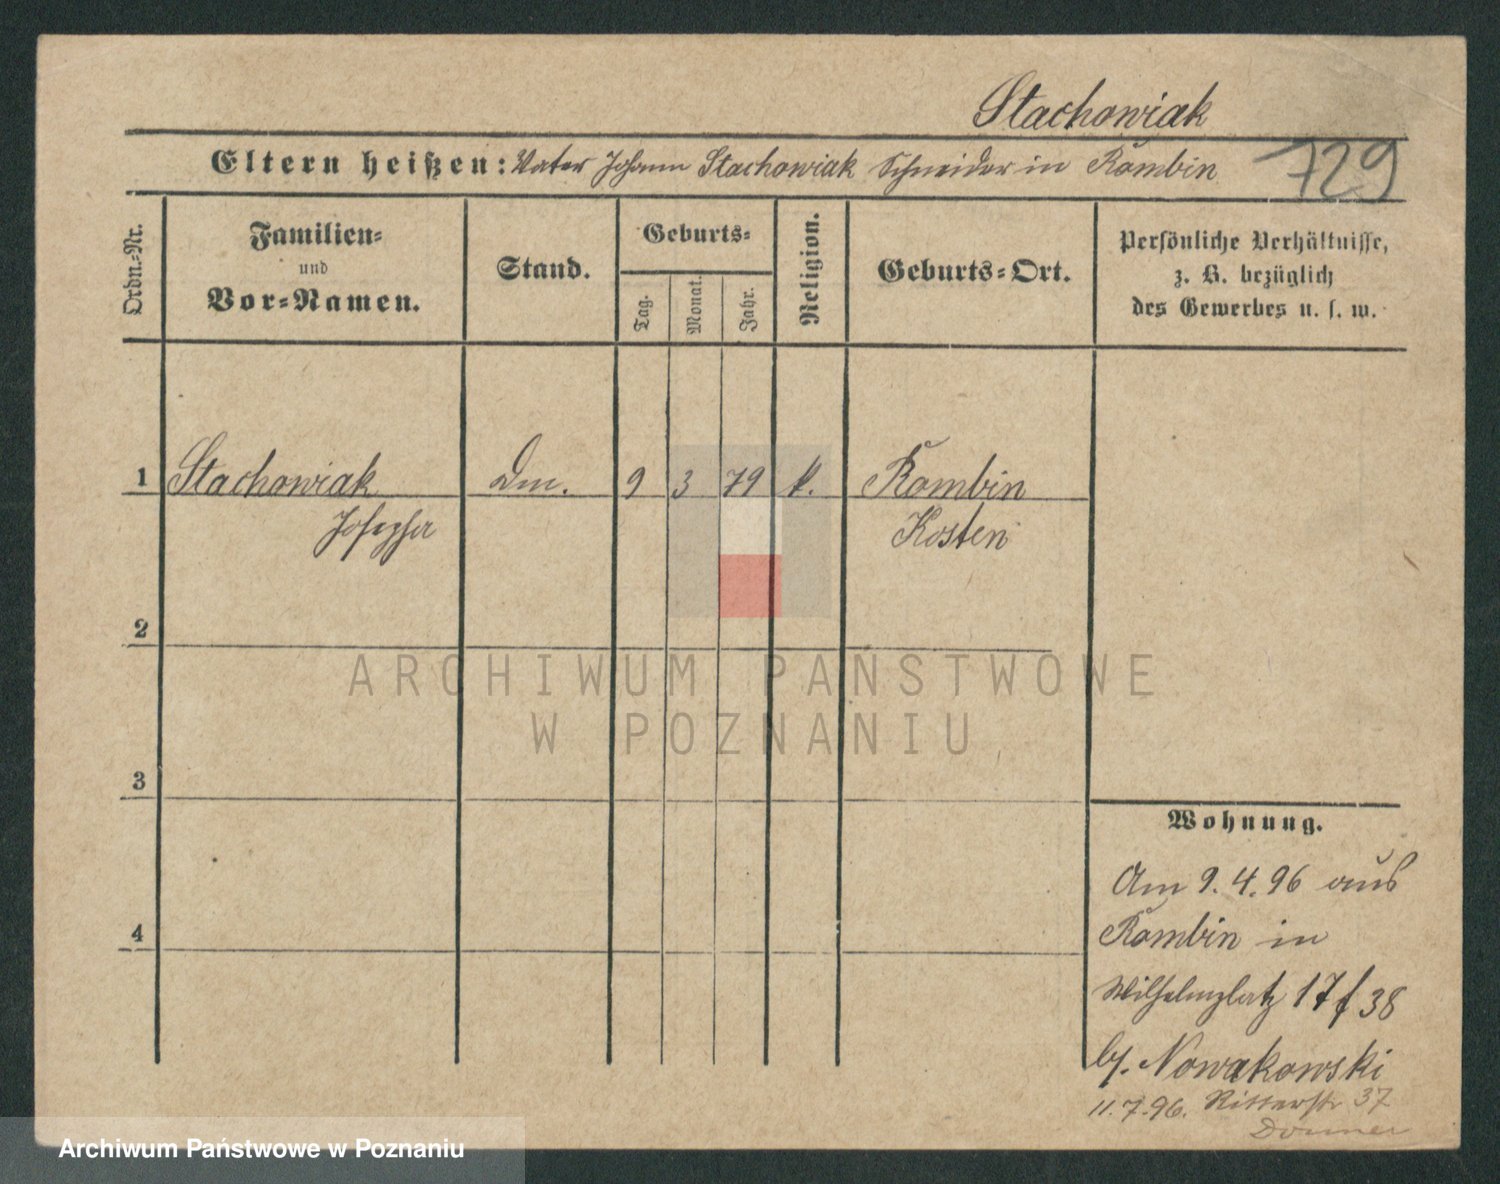 Stachowiak
Eltern heißen: Vater Johann Stachowiak Schneider in Rombin
729
Ordn.-Nr.
Familien-
und
Vor-Namen.
Stand.
Geburts-
Tag.
Monat.
Jahr.
Religion.
Geburts-Ort.
Persönliche Verhältnisse,
z. B. bezüglich
des Gewerbes u. s. w.
1 Stachowiak Dm. 9 3 79 k. Rombin
Josepha Kosten
2
3
4
Wohnung.
Am 9. 4. 96 aus
Rombin in
Wilhelmplatz 17 f 38
by. Nowakowski
11. 7. 96. Ritterstr 37
ARCHIWUM PAŃSTWOWE
W POZNANIU
Archiwum Państwowe w Poznaniu